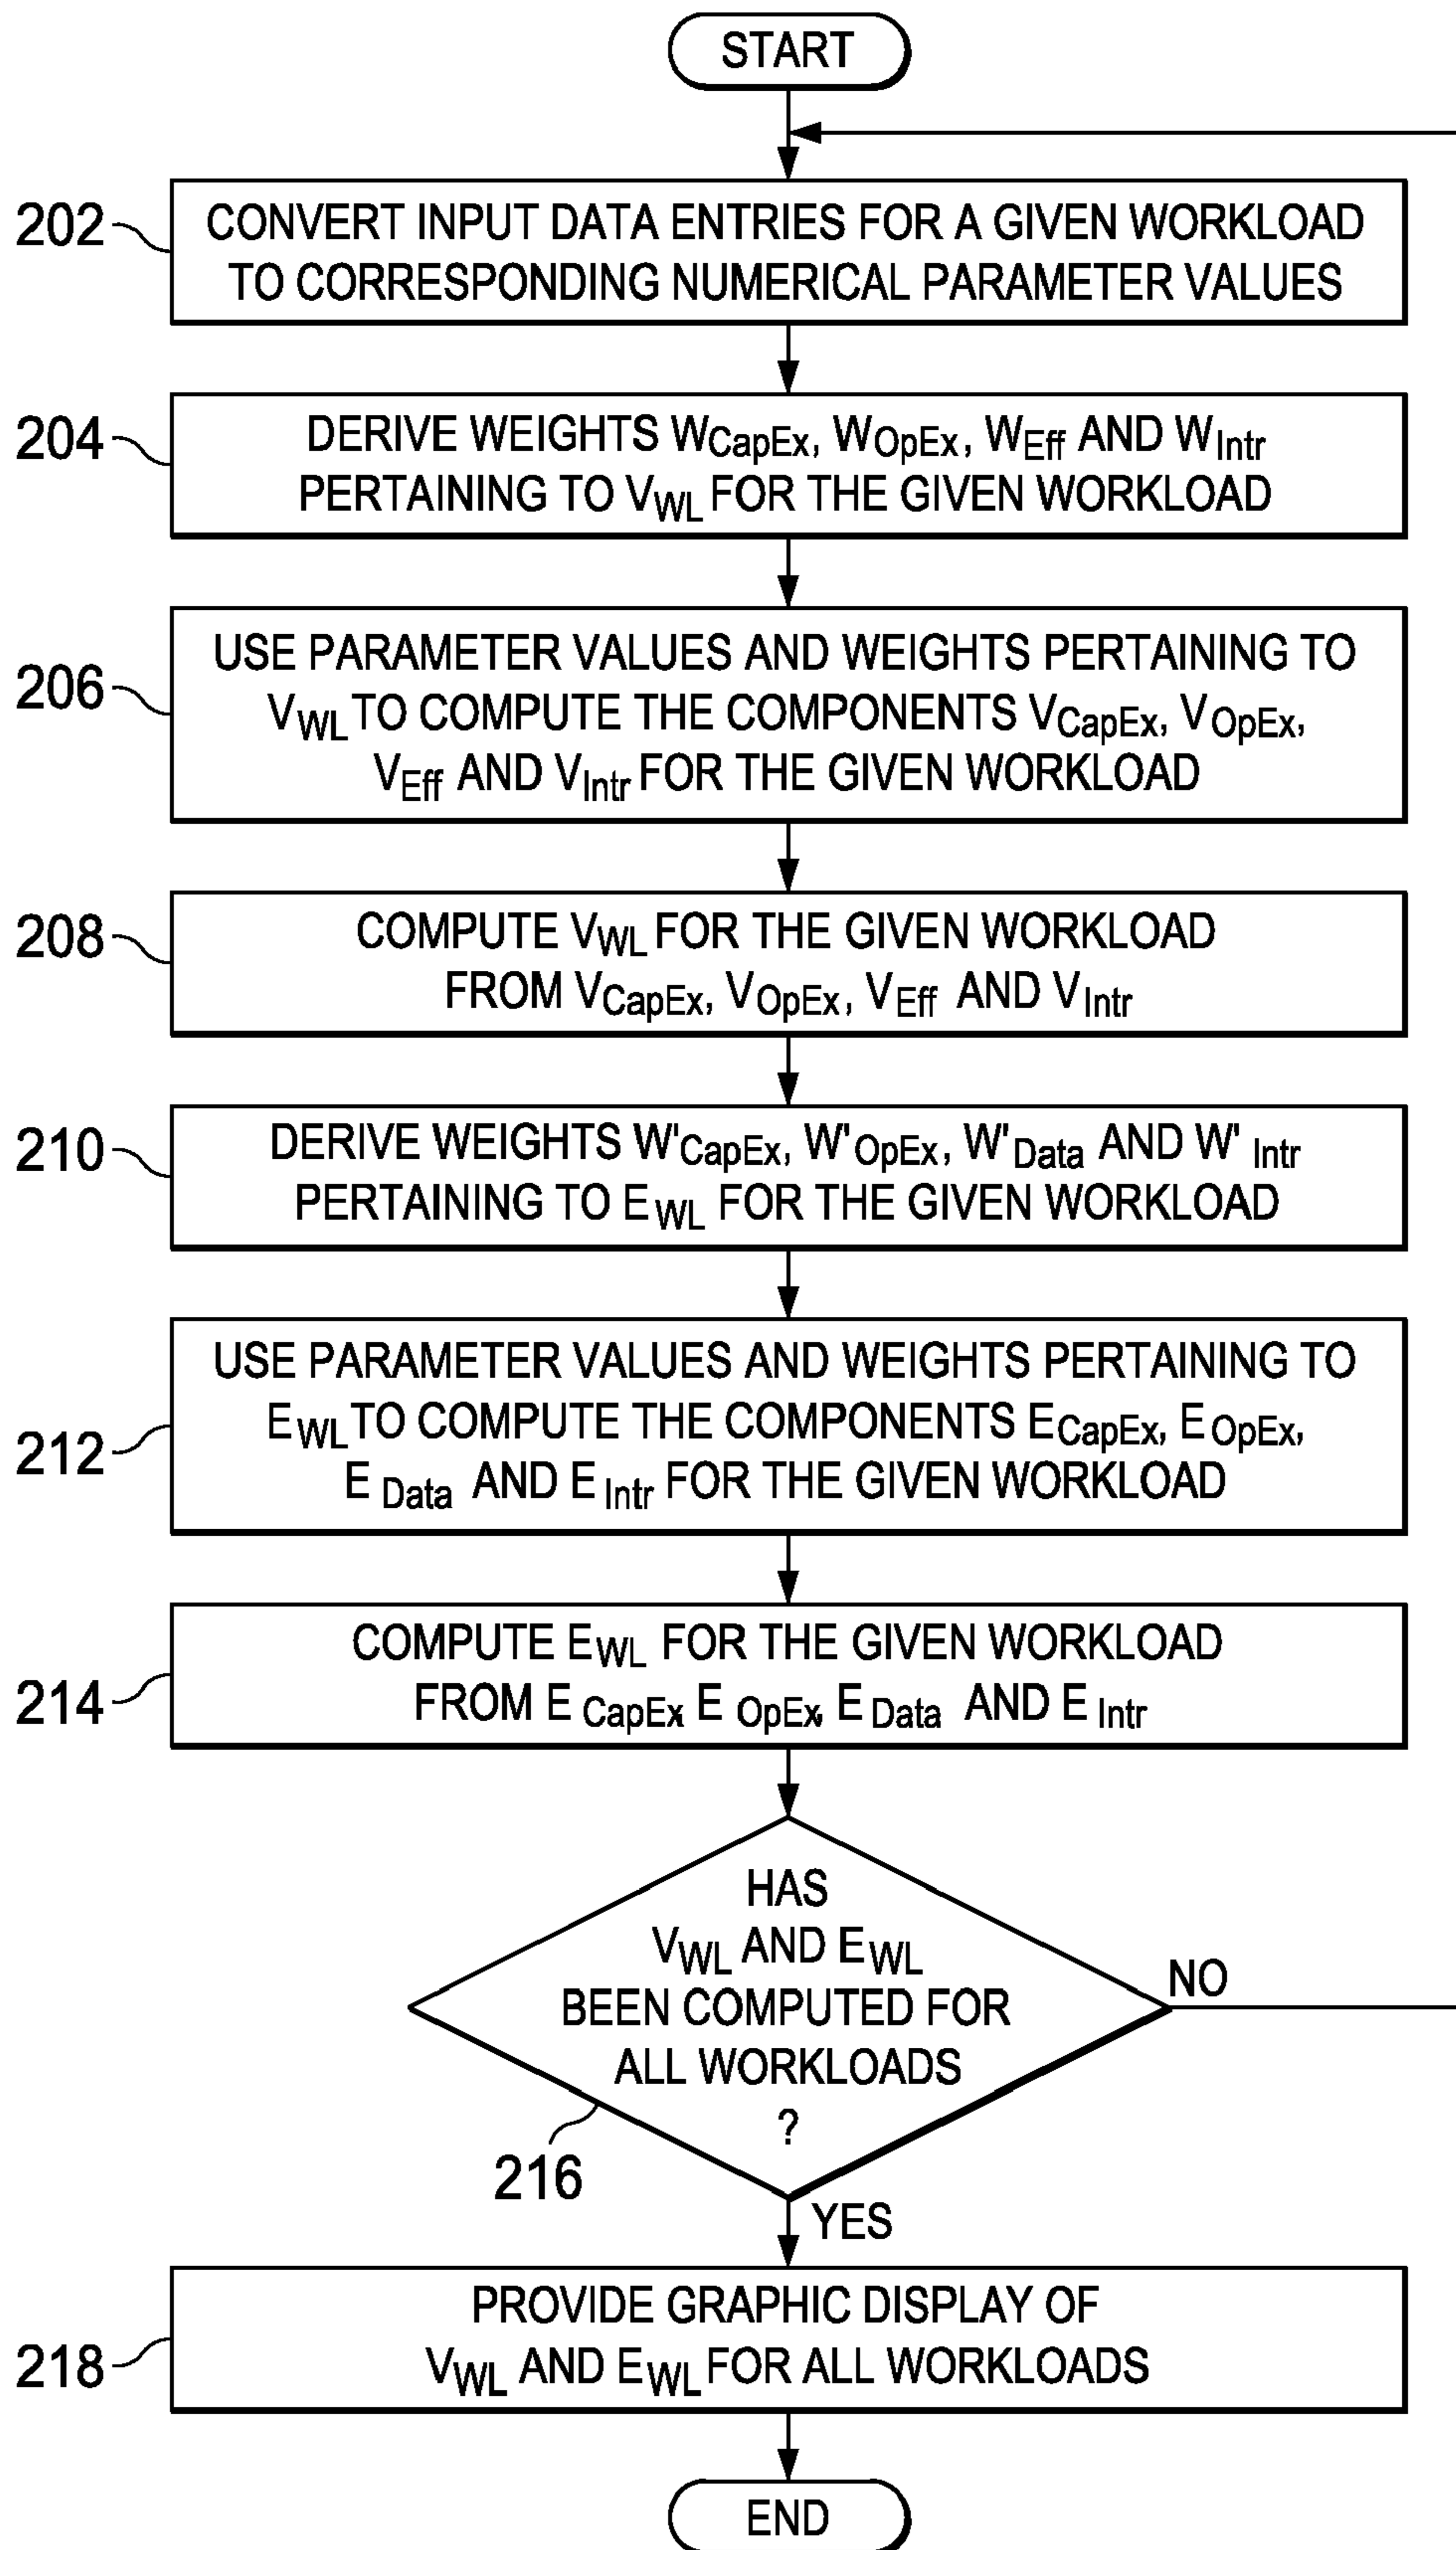 START
202
CONVERT INPUT DATA ENTRIES FOR A GIVEN WORKLOAD
TO CORRESPONDING NUMERICAL PARAMETER VALUES
204
DERIVE WEIGHTS WCapEx, WOpEx, WEff AND WIntr
PERTAINING TO VWL FOR THE GIVEN WORKLOAD
206
USE PARAMETER VALUES AND WEIGHTS PERTAINING TO
VWL TO COMPUTE THE COMPONENTS VCapEx, VOpEx,
VEff AND VIntr FOR THE GIVEN WORKLOAD
208
COMPUTE VWL FOR THE GIVEN WORKLOAD
FROM VCapEx, VOpEx, VEff AND VIntr
210
DERIVE WEIGHTS W'CapEx, W'OpEx, W'Data AND W'Intr
PERTAINING TO EWL FOR THE GIVEN WORKLOAD
212
USE PARAMETER VALUES AND WEIGHTS PERTAINING TO
EWL TO COMPUTE THE COMPONENTS ECapEx, EOpEx,
EData AND EIntr FOR THE GIVEN WORKLOAD
214
COMPUTE EWL FOR THE GIVEN WORKLOAD
FROM ECapEx, EOpEx, EData AND EIntr
HAS
VWL AND EWL
BEEN COMPUTED FOR
ALL WORKLOADS
?
NO
216
YES
218
PROVIDE GRAPHIC DISPLAY OF
VWL AND EWL FOR ALL WORKLOADS
END